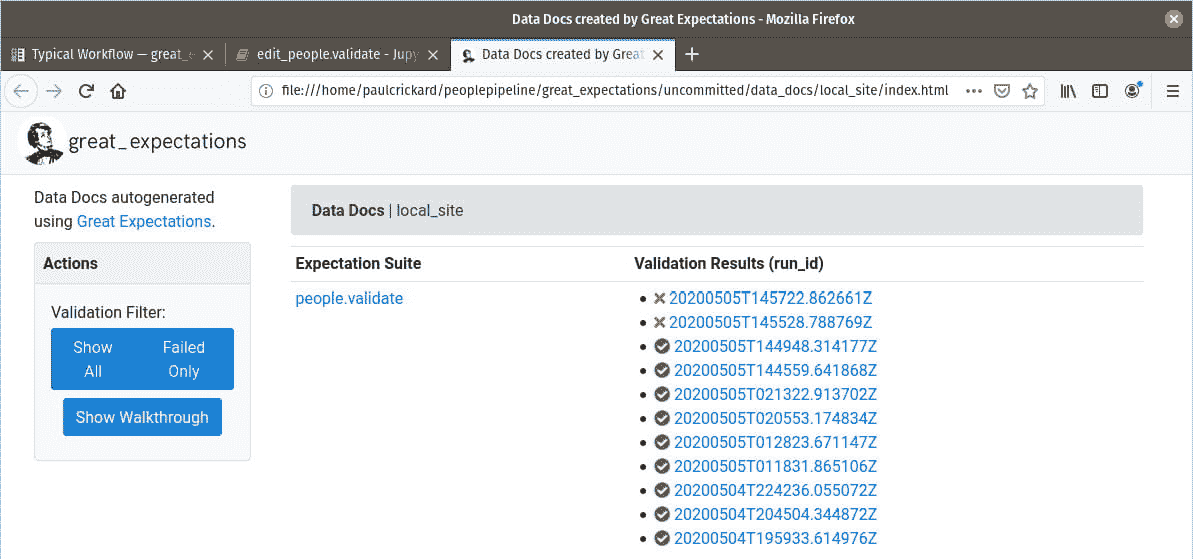 Data Docs created by Great Expectations - Mozilla Firefox
Typical Workflow — great_e
edit_people.validate - Jupy
Data Docs created by Great
file:///home/paulcrickard/peoplepipeline/great_expectations/uncommitted/data_docs/local_site/index.html
great_expectations
Data Docs autogenerated
using Great Expectations.
Actions
Validation Filter:
Show All
Failed Only
Show Walkthrough
Data Docs | local_site
Expectation Suite
Validation Results (run_id)
people.validate
20200505T145722.862661Z
20200505T145528.788769Z
20200505T144948.314177Z
20200505T144559.641868Z
20200505T021322.913702Z
20200505T020553.174834Z
20200505T012823.671147Z
20200505T011831.865106Z
20200504T224236.055072Z
20200504T204504.344872Z
20200504T195933.614976Z